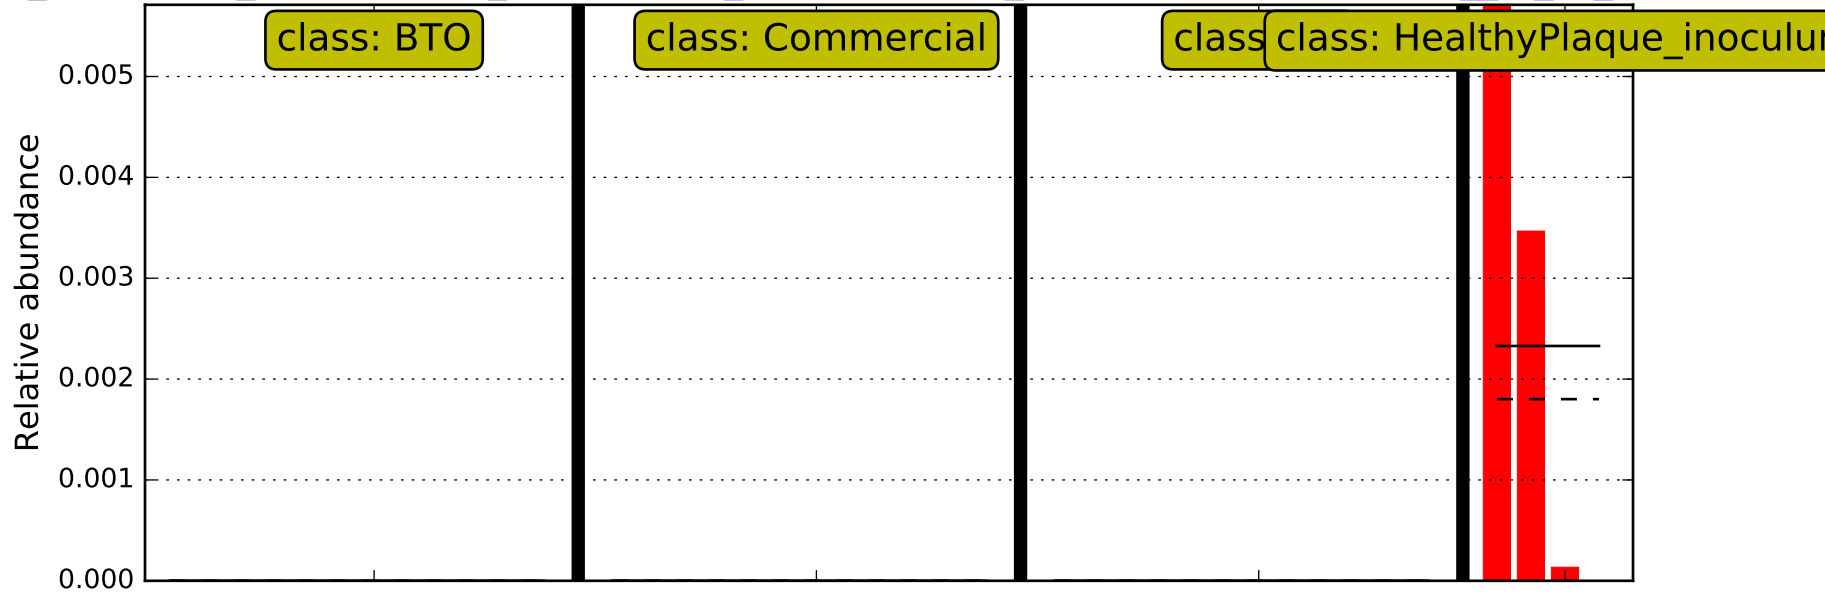 class: BTO
class: Commercial
class
class: HealthyPlaque_inoculu
0.005
0.004
0.003
0.002
0.001
0.000
Relative abundance